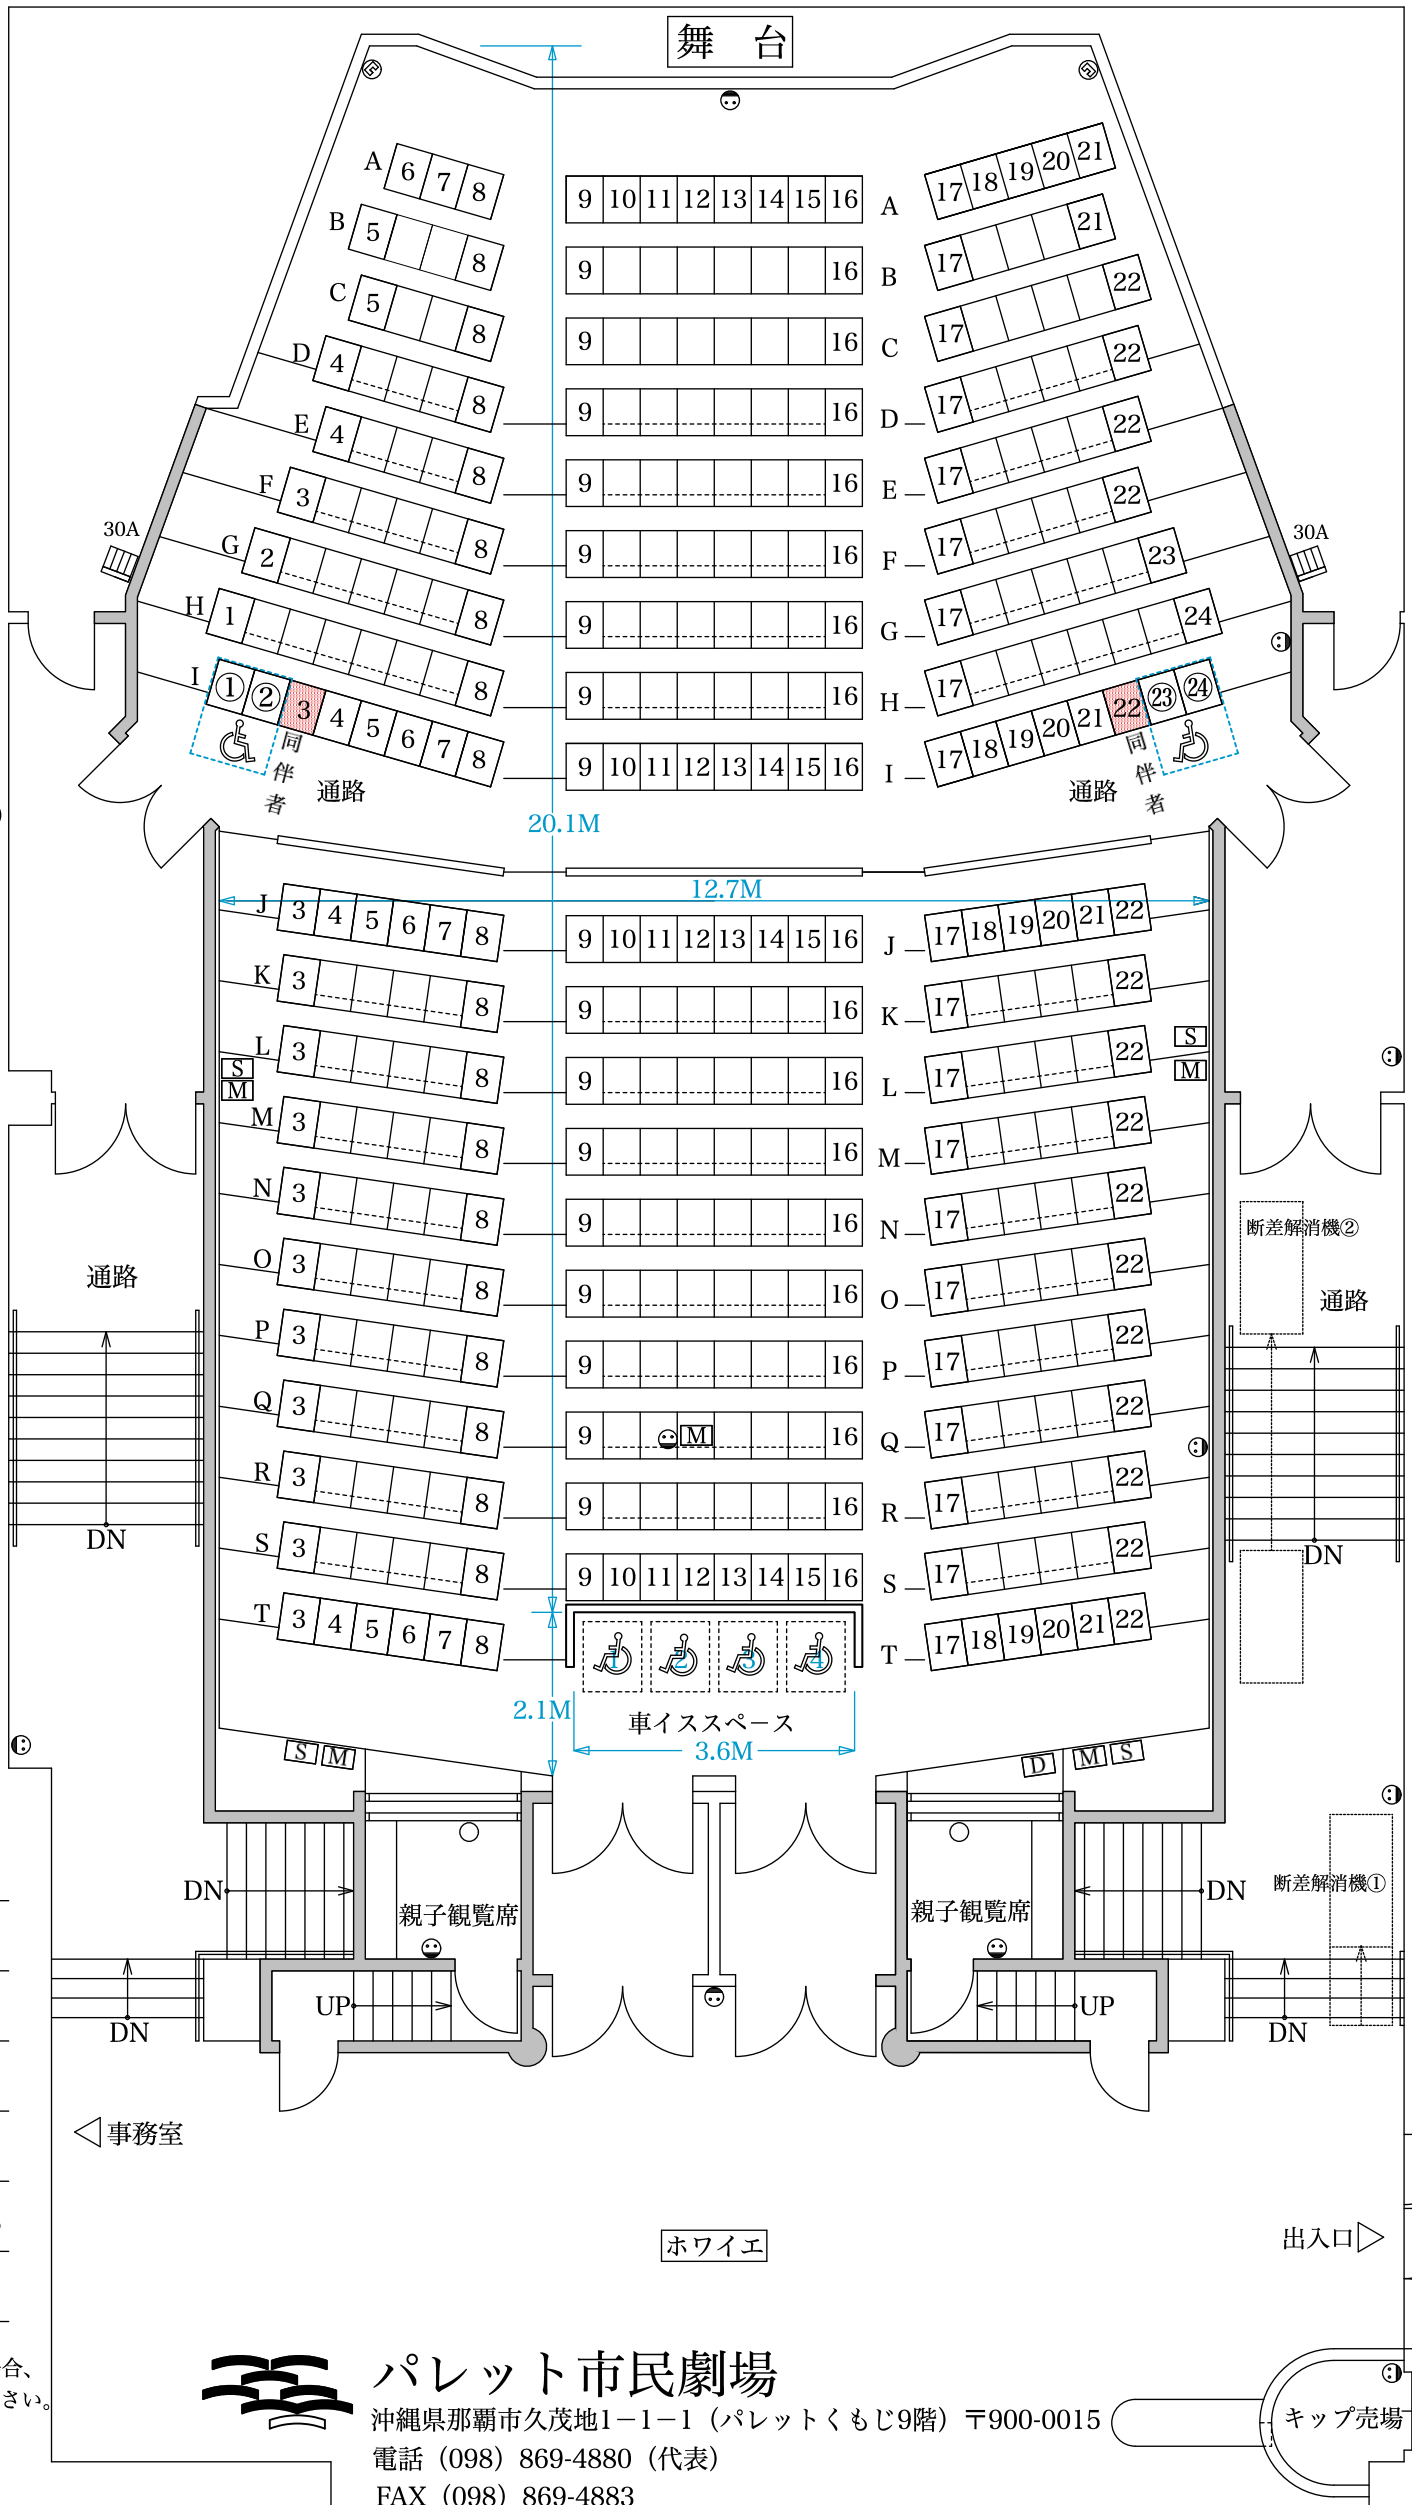 舞 台
A 6 7 8 9 10 11 12 13 14 15 16 A 17 18 19 20 21
B 5 8 9 16 B 17 21
C 5 8 9 16 C 17 22
D 4 8 9 16 D 17 22
E 4 8 9 16 E 17 22
F 3 8 9 16 F 17 22
30A 30A
G 2 8 9 16 G 17 23
H 1 8 9 16 H 17 24
I ① ② 3 4 5 6 7 8 9 10 11 12 13 14 15 16 I 17 18 19 20 21 22 ㉓ ㉔
同伴者 通路 通路 同伴者
20.1M
12.7M
J 3 4 5 6 7 8 9 10 11 12 13 14 15 16 J 17 18 19 20 21 22
K 3 8 9 16 K 17 22
L 3 8 9 16 L 17 22
S S
M M
M 3 8 9 16 M 17 22
N 3 8 9 16 N 17 22
断差解消機②
通路 通路
O 3 8 9 16 O 17 22
P 3 8 9 16 P 17 22
Q 3 8 9 M 16 Q 17 22
R 3 8 9 16 R 17 22
DN DN
S 3 8 9 10 11 12 13 14 15 16 S 17 22
T 3 4 5 6 7 8 1 2 3 4 T 17 18 19 20 21 22
2.1M 車イススペース
3.6M
S M D M S
断差解消機①
DN DN
親子観覧席 親子観覧席
UP UP
DN DN
事務室
ホワイエ
出入口
合、
さい。
パレット市民劇場
沖縄県那覇市久茂地1−1−1（パレットくもじ9階）〒900-0015
キップ売場
電話（098）869-4880（代表）
FAX（098）869-4883